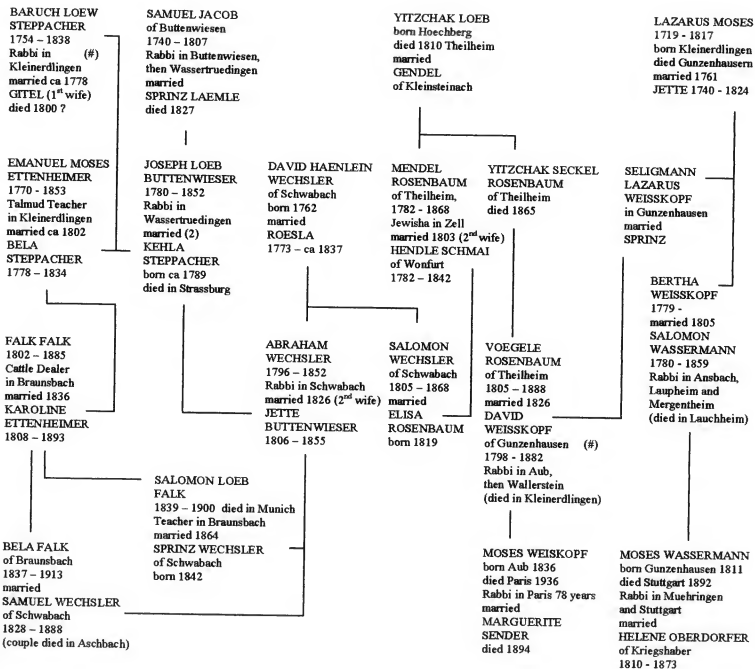 BARUCH LOEW
STEPPACHER
1754 – 1838
Rabbi in (#)
Kleinerdlingen
married ca 1778
GITEL (1st wife)
died 1800 ?
SAMUEL JACOB
of Buttenwiesen
1740 - 1807
Rabbi in Buttenwiesen,
then Wassertruedingen
married
SPRINZ LAEMLE
died 1827
YITZCHAK LOEB
born Hoechberg
died 1810 Theilheim
married
GENDEL
of Kleinsteinach
LAZARUS MOSES
1719 - 1817
born Kleinerdlingen
died Gunzenhausern
married 1761
JETTE 1740 - 1824
EMANUEL MOSES
ETTENHEIMER
1770 - 1853
Talmud Teacher
in Kleinerdlingen
married ca 1802
BELA
STEPPACHER
1778 – 1834
JOSEPH LOEB
BUTTENWIESER
1780 – 1852
Rabbi in
Wassertruedingen
married (2)
KEHLA
STEPPACHER
born ca 1789
died in Strassburg
DAVID HAENLEIN
WECHSLER
of Schwabach
born 1762
married
ROESLA
1773 – ca 1837
MENDEL
ROSENBAUM
of Theilheim,
1782 - 1868
Jewisha in Zell
married 1803 (2nd wife)
HENDLE SCHMAI
of Wonfurt
1782 - 1842
YITZCHAK SECKEL
ROSENBAUM
of Theilheim
died 1865
SELIGMANN
LAZARUS
WEISSKOPF
in Gunzenhausen
married
SPRINZ
BERTHA
WEISSKOPF
1779 -
married 1805
SALOMON
WASSERMANN
1780 - 1859
Rabbi in Ansbach,
Laupheim and
Mergentheim
(died in Lauchheim)
FALK FALK
1802 – 1885
Cattle Dealer
in Braunsbach
married 1836
KAROLINE
ETTENHEIMER
1808 – 1893
ABRAHAM
WECHSLER
1796 – 1852
Rabbi in Schwabach
married 1826 (2nd wife)
JETTE
BUTTENWIESER
1806 – 1855
SALOMON
WECHSLER
of Schwabach
1805 – 1868
married
ELISA
ROSENBAUM
born 1819
VOEGELE
ROSENBAUM
of Theilheim
1805 – 1888
married 1826
DAVID
WEISSKOPF
of Gunzenhausen (#)
1798 - 1882
Rabbi in Aub,
then Wallerstein
(died in Kleinerdlingen)
SALOMON LOEB
FALK
1839 – 1900 died in Munich
Teacher in Braunsbach
married 1864
SPRINZ WECHSLER
of Schwabach
born 1842
BELA FALK
of Braunsbach
1837 – 1913
married
SAMUEL WECHSLER
of Schwabach
1828 – 1888
(couple died in Aschbach)
MOSES WEISKOPF
born Aub 1836
died Paris 1936
Rabbi in Paris 78 years
married
MARGUERITE
SENDER
died 1894
MOSES WASSERMANN
born Gunzenhausen 1811
died Stuttgart 1892
Rabbi in Muehringen
and Stuttgart
married
HELENE OBERDORFER
of Kriegshaber
1810 - 1873